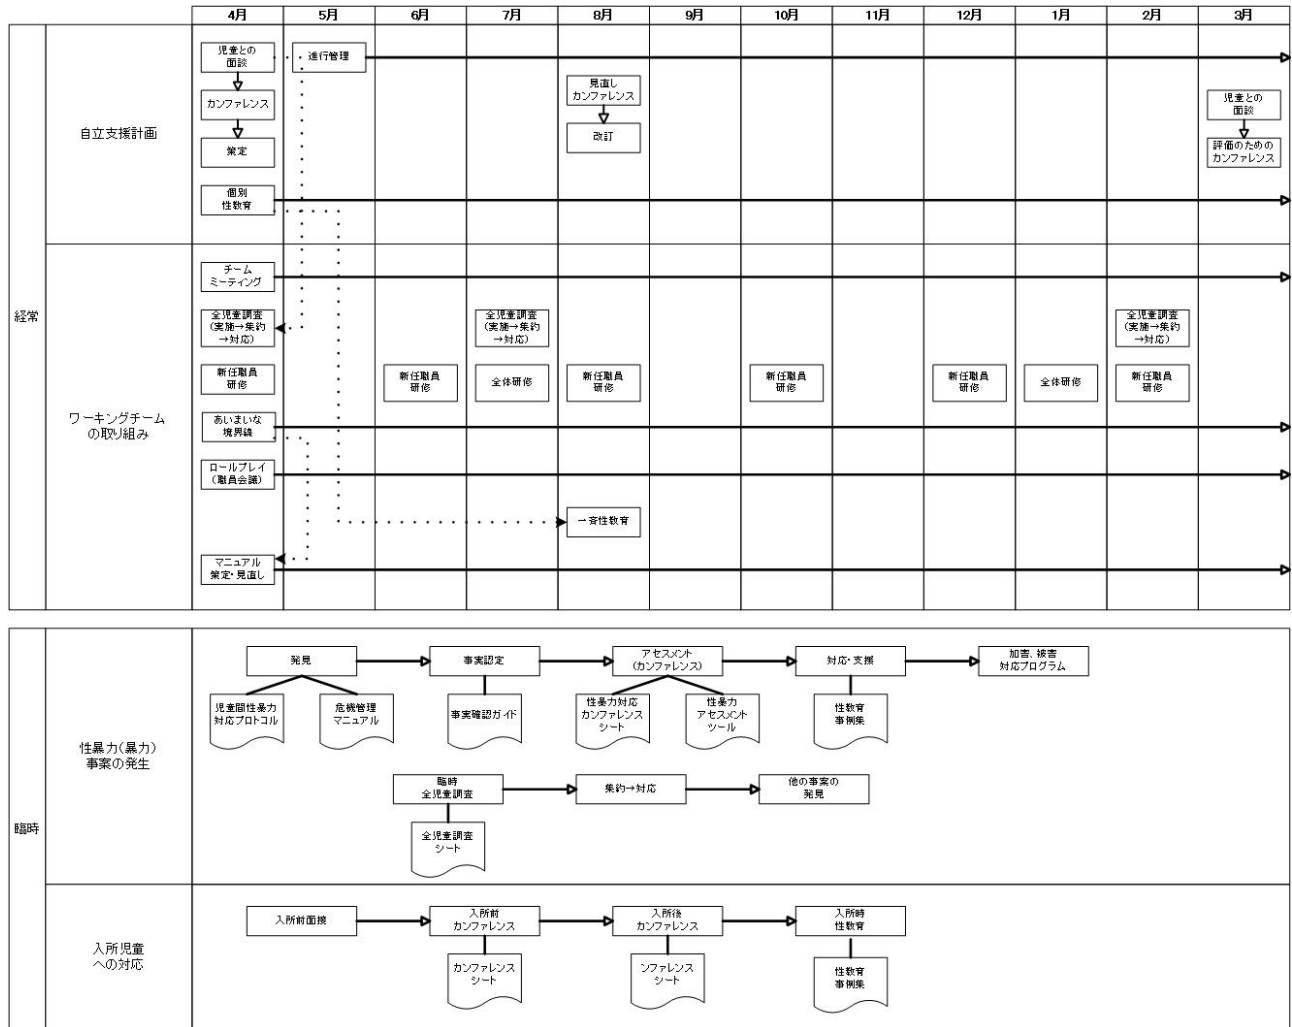 4月 5月 6月 7月 8月 9月 10月 11月 12月 1月 2月 3月
経常
自立支援計画
児童との
面談
進行管理
カンファレンス
策定
見直し
カンファレンス
改訂
児童との
面談
評価のための
カンファレンス
個別
性教育
ワーキングチーム
の取り組み
チーム
ミーティング
全児童調査
(実施→集約
→対応)
全児童調査
(実施→集約
→対応)
全児童調査
(実施→集約
→対応)
新任職員
研修
新任職員
研修
全体研修
新任職員
研修
新任職員
研修
新任職員
研修
全体研修
新任職員
研修
あいまいな
境界線
ロールプレイ
(職員会議)
一斉性教育
マニュアル
策定・見直し
臨時
性暴力(暴力)
事案の発生
発見
事実認定
アセスメント
(カンファレンス)
対応・支援
加害、被害
対応プログラム
児童間性暴力
対応プロトコル
危機管理
マニュアル
事実確認ガイド
性暴力対応
カンファレンス
シート
性暴力
アセスメント
ツール
性教育
事例集
臨時
全児童調査
集約→対応
他の事案の
発見
全児童調査
シート
入所児童
への対応
入所前面接
入所前
カンファレンス
入所後
カンファレンス
入所時
性教育
カンファレンス
シート
ンファレンス
シート
性教育
事例集